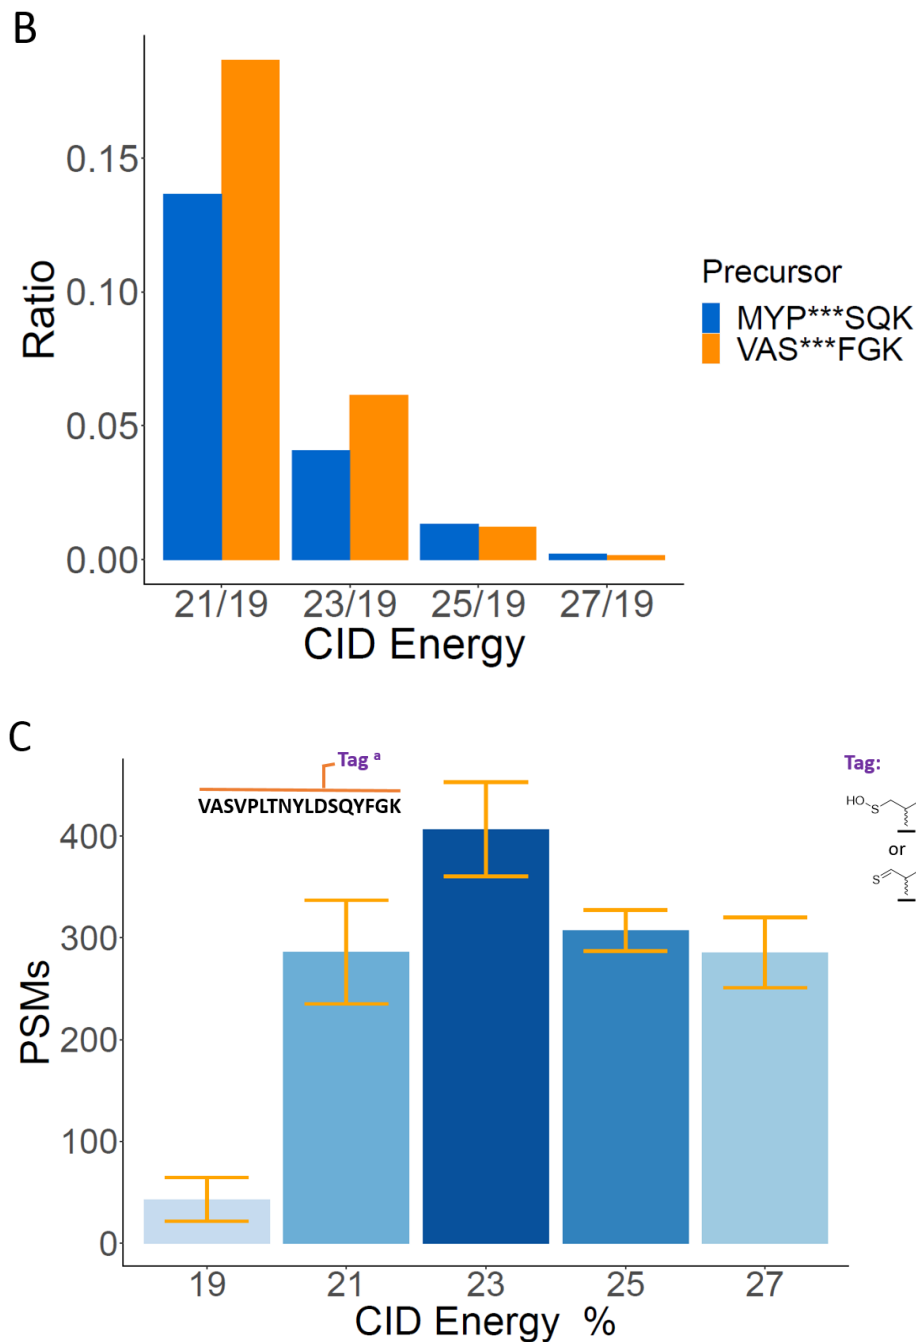 B
0.15
0.10
0.05
0.00
Ratio
21/19 23/19 25/19 27/19
CID Energy
Precursor
MYP***SQK
VAS***FGK
C
Tag a
VASVPLTNYLDSQYFGK
Tag:
HO
S
or
S
400
300
200
100
0
PSMs
19 21 23 25 27
CID Energy %